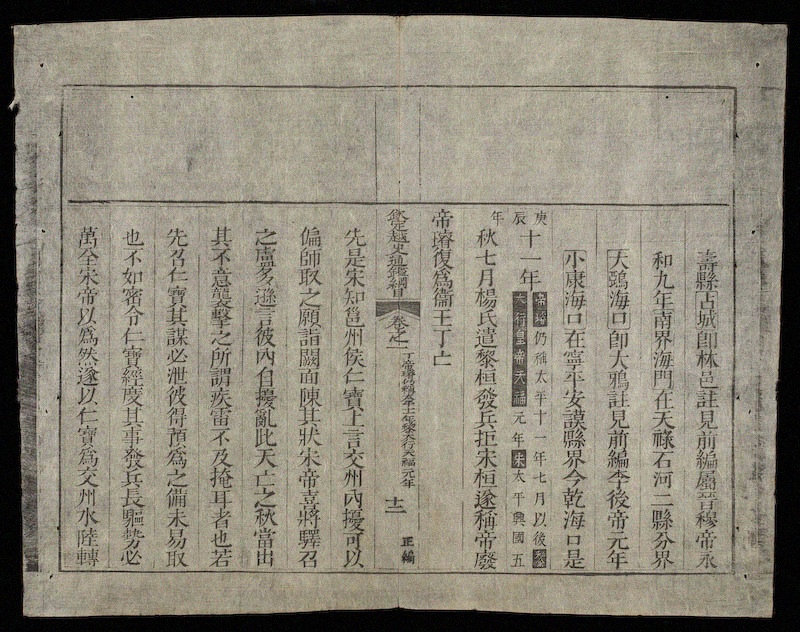 壽縣占城卽林邑註見前編屬晉穆帝永
和九年南界海門在天祿石河二縣分界
大鵶海口卽大鴉註見前編李後帝元年
小康海口在寧平安謨縣界今乾海口是
庚辰十一年帝璿仍稱太平十一年七月以後黎
大行皇帝天福元年宋太平興國五
年秋七月楊氏遣黎桓發兵拒宋桓遂稱帝廢
帝璿復爲衞王丁亡
欽定越史通鑑綱目 卷之一 丁帝璿仍稱太平十一年黎大行天福元年 十二 正編
先是宋知邕州侯仁寶上言交州內擾可以
偏師取之願詣闕面陳其狀宋帝喜將驛召
之盧多遜言彼內自擾亂此天亡之秋當出
其不意襲擊之所謂疾雷不及掩耳者也若
先召仁寶其謀必泄彼得預爲之備未易取
也不如密令仁寶經度其事發兵長驅勢必
萬全宋帝以爲然遂以仁寶爲交州水陸轉